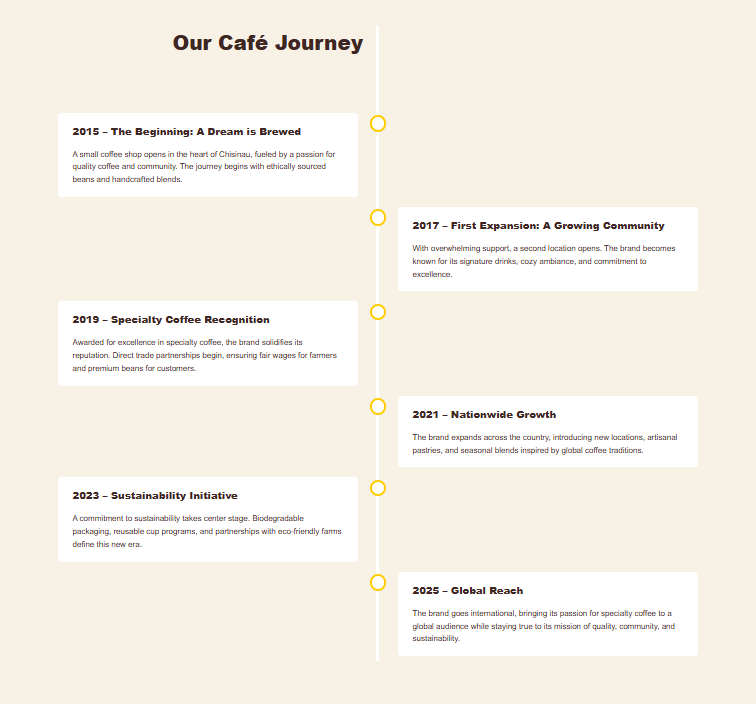 Our Café Journey
2015 – The Beginning: A Dream is Brewed
A small coffee shop opens in the heart of Chisinau, fueled by a passion for
quality coffee and community. The journey begins with ethically sourced
beans and handcrafted blends.
2017 – First Expansion: A Growing Community
With overwhelming support, a second location opens. The brand becomes
known for its signature drinks, cozy ambiance, and commitment to
excellence.
2019 – Specialty Coffee Recognition
Awarded for excellence in specialty coffee, the brand solidifies its
reputation. Direct trade partnerships begin, ensuring fair wages for farmers
and premium beans for customers.
2021 – Nationwide Growth
The brand expands across the country, introducing new locations, artisanal
pastries, and seasonal blends inspired by global coffee traditions.
2023 – Sustainability Initiative
A commitment to sustainability takes center stage. Biodegradable
packaging, reusable cup programs, and partnerships with eco-friendly farms
define this new era.
2025 – Global Reach
The brand goes international, bringing its passion for specialty coffee to a
global audience while staying true to its mission of quality, community, and
sustainability.